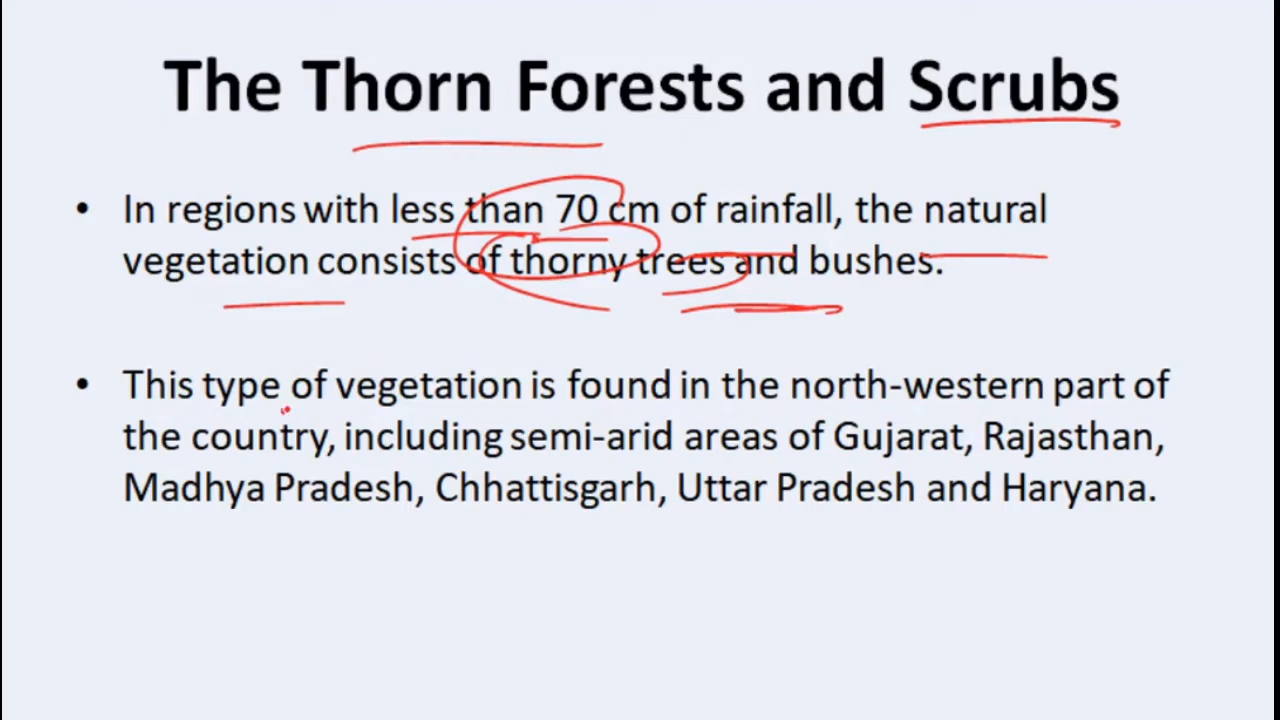 The Thorn Forests and Scrubs
• In regions with less than 70 cm of rainfall, the natural
vegetation consists of thorny trees and bushes.
• This type of vegetation is found in the north-western part of
the country, including semi-arid areas of Gujarat, Rajasthan,
Madhya Pradesh, Chhattisgarh, Uttar Pradesh and Haryana.